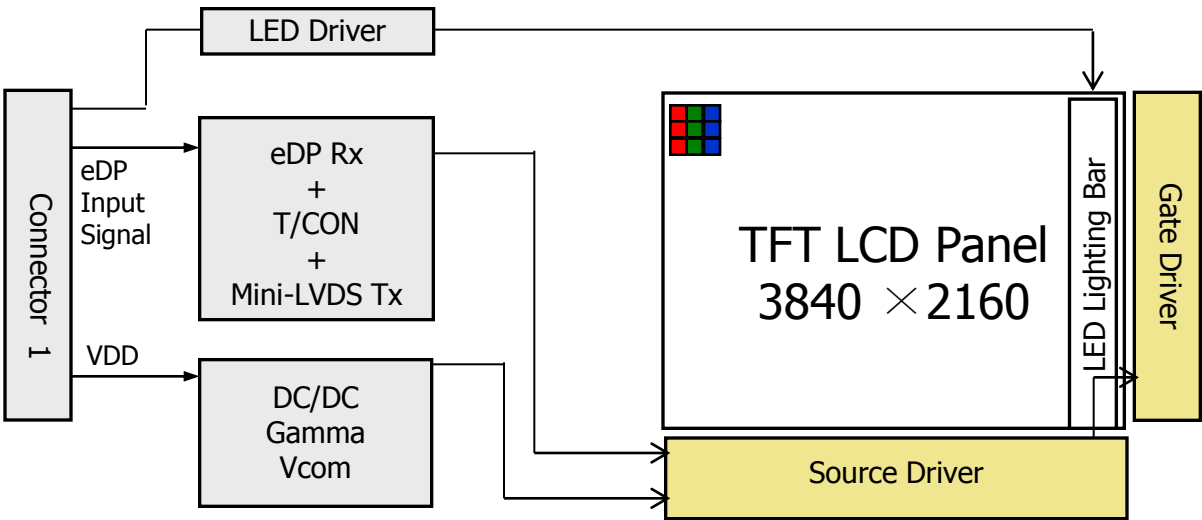 LED Driver
Connector 1
eDP
Input
Signal
eDP Rx
+
T/CON
+
Mini-LVDS Tx
VDD
DC/DC
Gamma
Vcom
TFT LCD Panel
3840 ×2160
LED Lighting Bar
Gate Driver
Source Driver